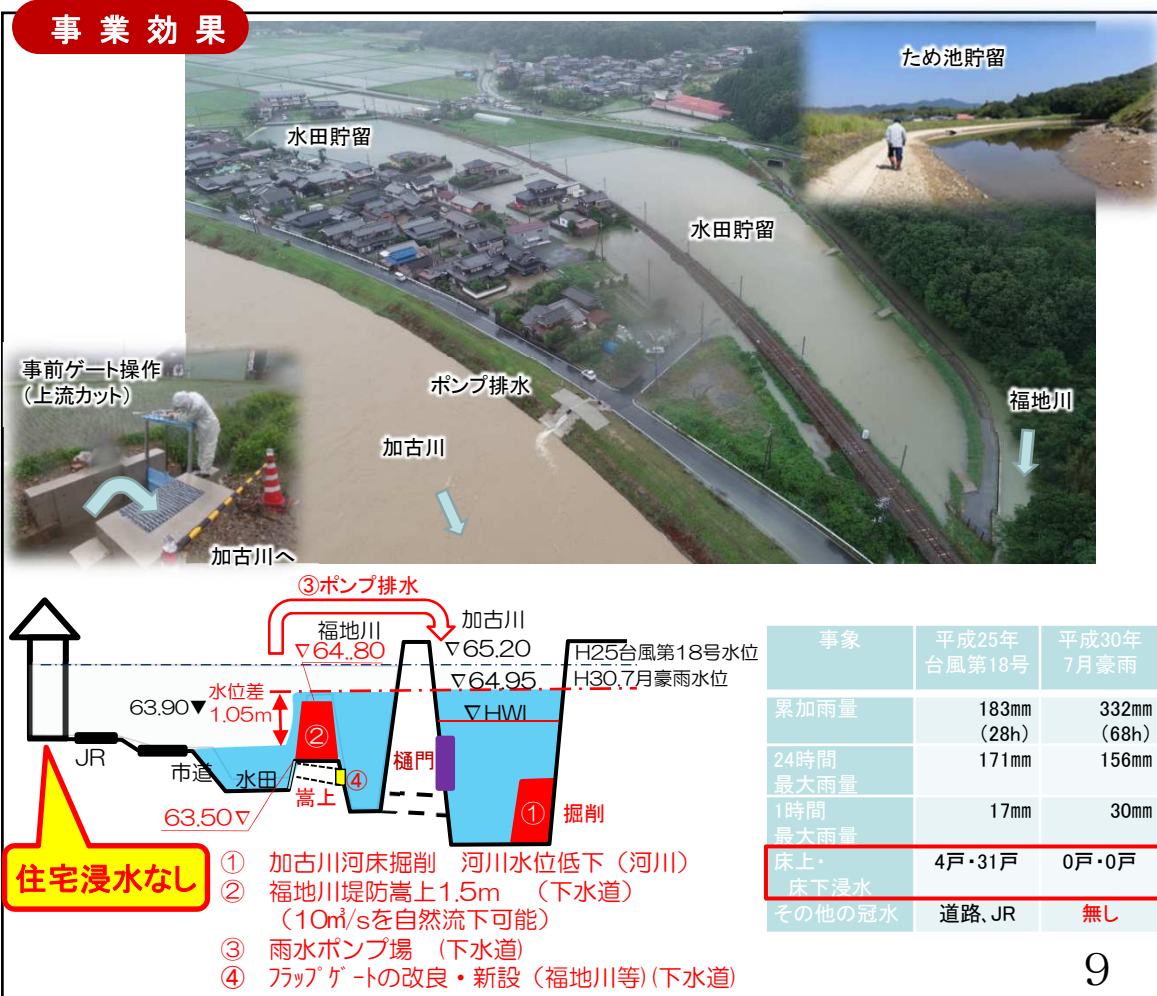 事業効果
ため池貯留
水田貯留
水田貯留
事前ゲート操作
(上流カット)
ポンプ排水
福地川
加古川
加古川へ
③ポンプ排水
福地川
加古川
▽64..80
▽65.20
H25台風第18号水位
▽64.95
H30.7月豪雨水位
水位差
1.05m
63.90▼
▽HWl
②
JR
市道
水田
樋門
④
嵩上
①
掘削
63.50▽
住宅浸水なし
① 加古川河床掘削 河川水位低下(河川)
② 福地川堤防嵩上1.5m (下水道)
(10㎥/sを自然流下可能)
③ 雨水ポンプ場 (下水道)
④ フラップゲートの改良・新設(福地川等)(下水道)
事象 平成25年 平成30年
台風第18号 7月豪雨
累加雨量 183mm 332mm
(28h) (68h)
24時間 171mm 156mm
最大雨量
1時間 17mm 30mm
最大雨量
床上・ 4戸・31戸 0戸・0戸
床下浸水
その他の冠水 道路、JR 無し
9